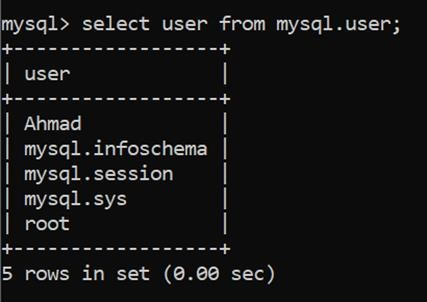 mysql> select user from mysql.user;
+------------------+
| user             |
+------------------+
| Ahmad            |
| mysql.infoschema |
| mysql.session    |
| mysql.sys        |
| root             |
+------------------+
5 rows in set (0.00 sec)